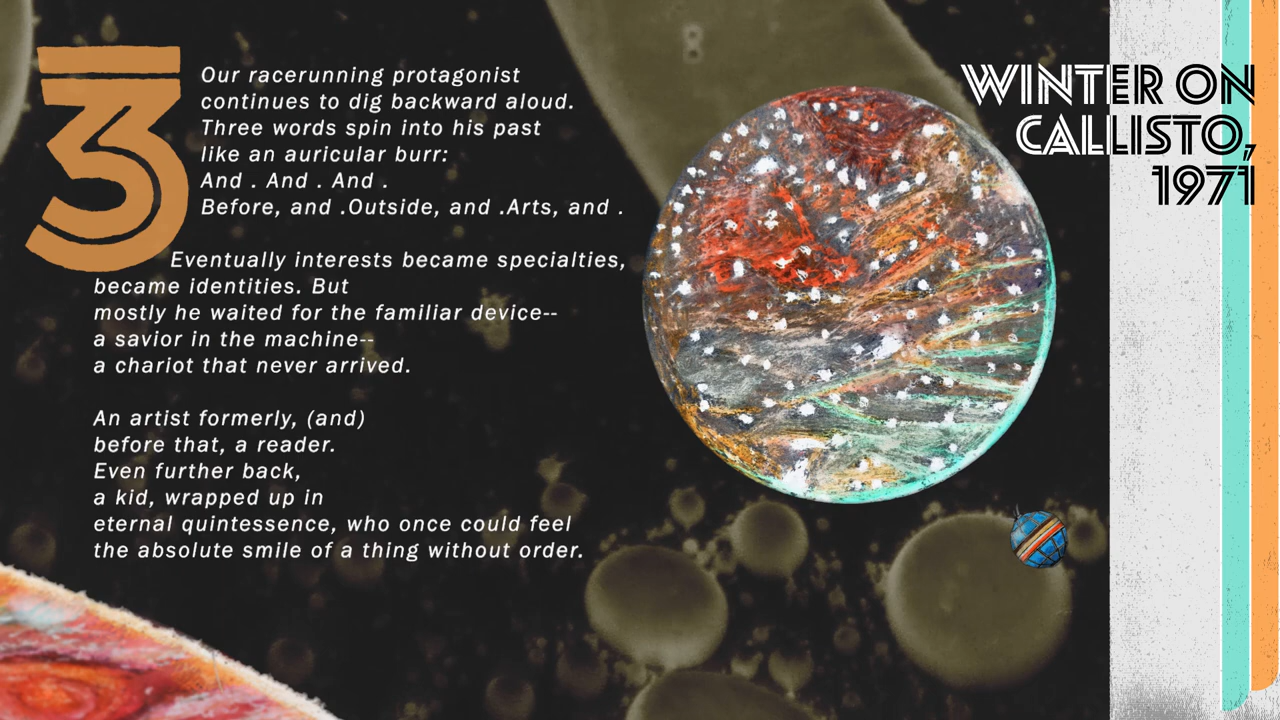 3
Our racerunning protagonist
continues to dig backward aloud.
Three words spin into his past
like an auricular burr:
And . And . And .
Before, and .Outside, and .Arts, and .
Eventually interests became specialties,
became identities. But
mostly he waited for the familiar device--
a savior in the machine--
a chariot that never arrived.
An artist formerly, (and)
before that, a reader.
Even further back,
a kid, wrapped up in
eternal quintessence, who once could feel
the absolute smile of a thing without order.
WINTER ON
CALLISTO,
1971